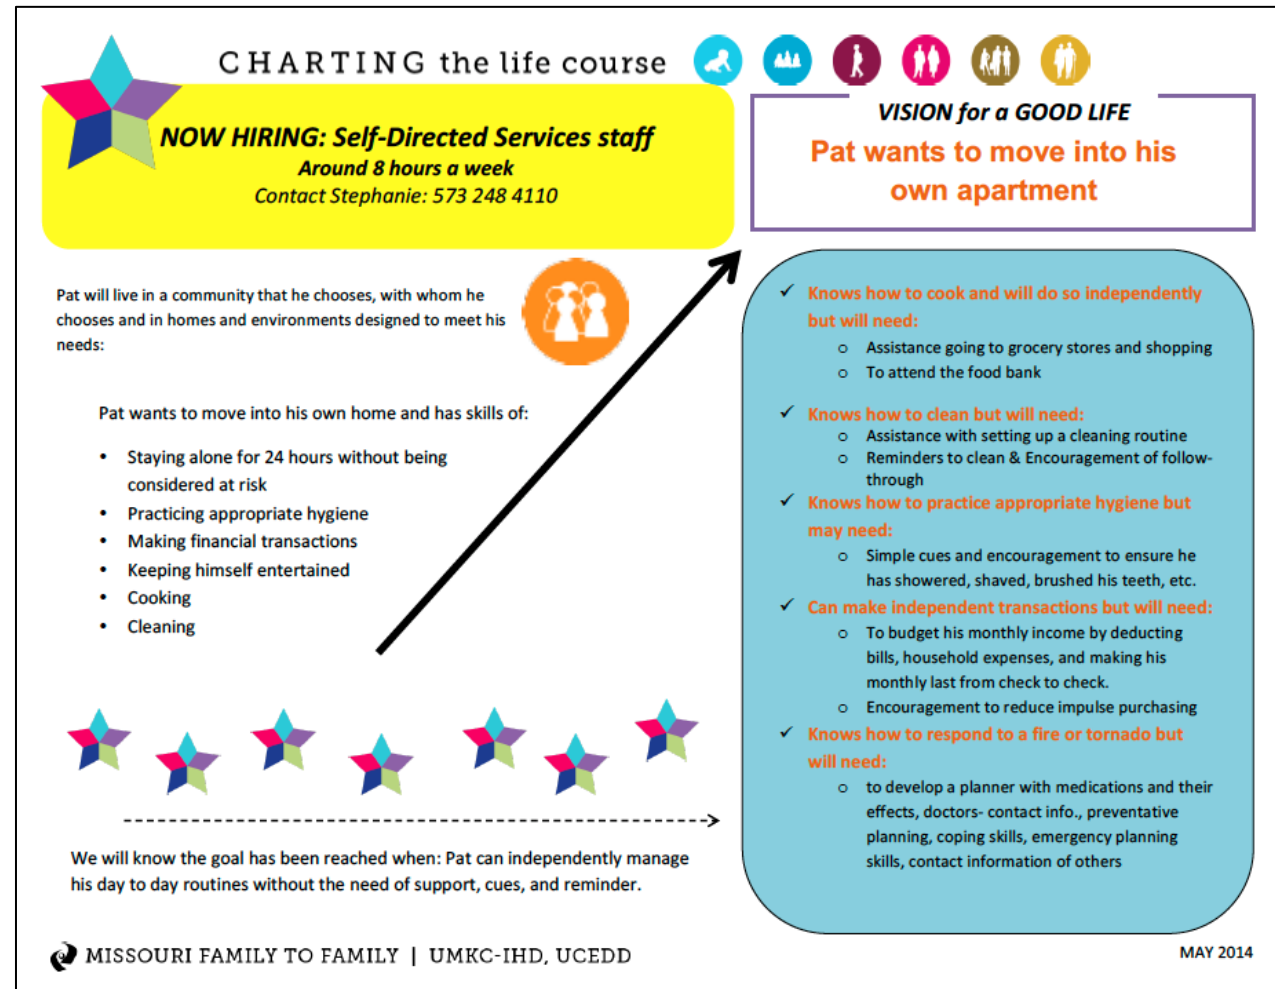 CHARTING the life course
NOW HIRING: Self-Directed Services staff
Around 8 hours a week
Contact Stephanie: 573 248 4110
VISION for a GOOD LIFE
Pat wants to move into his
own apartment
Pat will live in a community that he chooses, with whom he
chooses and in homes and environments designed to meet his
needs:
Pat wants to move into his own home and has skills of:
• Staying alone for 24 hours without being
considered at risk
• Practicing appropriate hygiene
• Making financial transactions
• Keeping himself entertained
• Cooking
• Cleaning
✓ Knows how to cook and will do so independently
but will need:
o Assistance going to grocery stores and shopping
o To attend the food bank
✓ Knows how to clean but will need:
o Assistance with setting up a cleaning routine
o Reminders to clean & Encouragement of follow-
through
✓ Knows how to practice appropriate hygiene but
may need:
o Simple cues and encouragement to ensure he
has showered, shaved, brushed his teeth, etc.
✓ Can make independent transactions but will need:
o To budget his monthly income by deducting
bills, household expenses, and making his
monthly last from check to check.
o Encouragement to reduce impulse purchasing
✓ Knows how to respond to a fire or tornado but
will need:
o to develop a planner with medications and their
effects, doctors- contact info., preventative
planning, coping skills, emergency planning
skills, contact information of others
We will know the goal has been reached when: Pat can independently manage
his day to day routines without the need of support, cues, and reminder.
MISSOURI FAMILY TO FAMILY | UMKC-IHD, UCEDD
MAY 2014